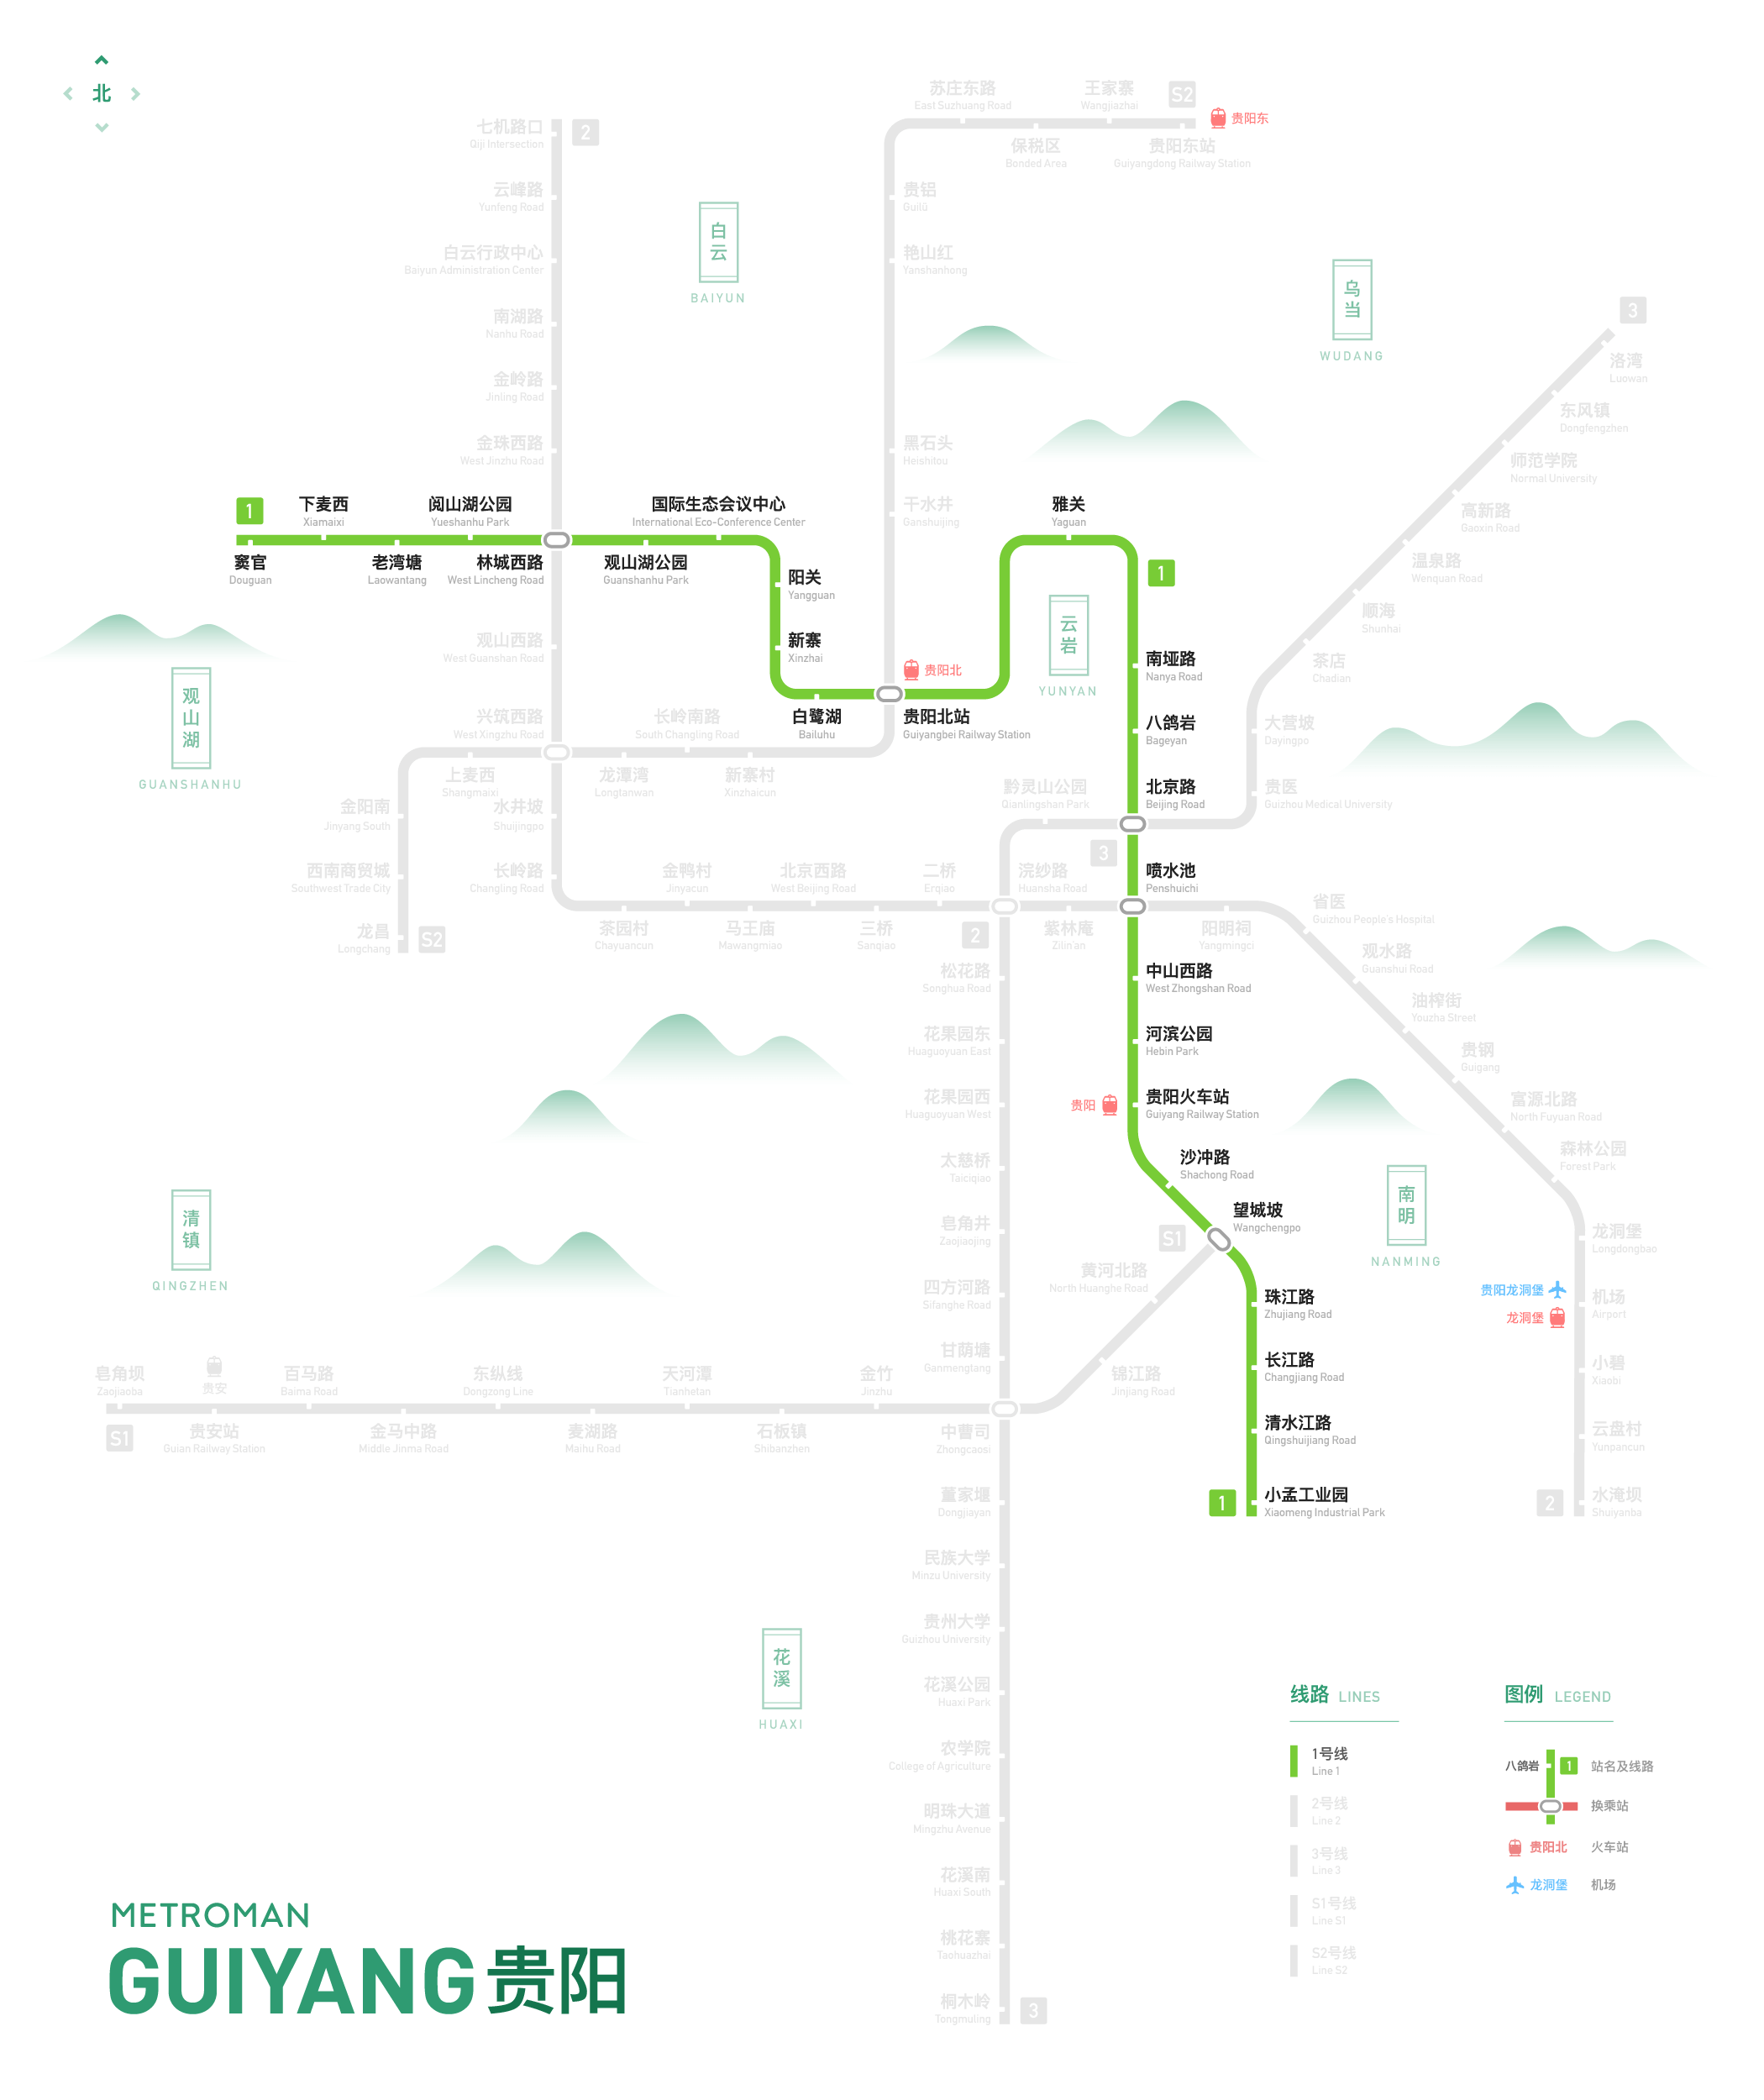 北
苏庄东路
East Suzhuang Road
王家寨
Wangjiazhai
S2
贵阳东
保税区
Bonded Area
贵阳东站
Guiyangdong Railway Station
七机路口
Qiji Intersection
2
云峰路
Yunfeng Road
白云行政中心
Baiyun Administration Center
南湖路
Nanhu Road
金岭路
Jinling Road
金珠西路
West Jinzhu Road
白云
BAIYUN
贵铝
Guilü
艳山红
Yanshanhong
黑石头
Heishitou
干水井
Ganshuijing
乌当
WUDANG
3
洛湾
Luowan
东风镇
Dongfengzhen
师范学院
Normal University
高新路
Gaoxin Road
温泉路
Wenquan Road
顺海
Shunhai
茶店
Chadian
大营坡
Dayingpo
贵医
Guizhou Medical University
1
下麦西
Xiamaixi
阅山湖公园
Yueshanhu Park
国际生态会议中心
International Eco-Conference Center
雅关
Yaguan
窦官
Douguan
老湾塘
Laowantang
林城西路
West Lincheng Road
观山湖公园
Guanshanhu Park
阳关
Yangguan
新寨
Xinzhai
1
云岩
YUNYAN
观山西路
West Guanshan Road
贵阳北
南垭路
Nanya Road
观山湖
GUANSHANHU
兴筑西路
West Xingzhu Road
长岭南路
South Changling Road
白鹭湖
Bailuhu
贵阳北站
Guiyangbei Railway Station
八鸽岩
Bageyan
上麦西
Shangmaixi
龙潭湾
Longtanwan
新寨村
Xinzhaicun
黔灵山公园
Qianlingshan Park
北京路
Beijing Road
金阳南
Jinyang South
水井坡
Shuijingpo
3
西南商贸城
Southwest Trade City
长岭路
Changling Road
金鸭村
Jinyacun
北京西路
West Beijing Road
二桥
Erqiao
浣纱路
Huansha Road
喷水池
Penshuichi
龙昌
Longchang
S2
茶园村
Chayuancun
马王庙
Mawangmiao
三桥
Sanqiao
2
紫林庵
Zilin'an
阳明祠
Yangmingci
省医
Guizhou People's Hospital
观水路
Guanshui Road
油榨街
Youzha Street
贵钢
Guigang
富源北路
North Fuyuan Road
森林公园
Forest Park
松花路
Songhua Road
中山西路
West Zhongshan Road
花果园东
Huaguoyuan East
河滨公园
Hebin Park
花果园西
Huaguoyuan West
贵阳
贵阳火车站
Guiyang Railway Station
太慈桥
Taiciqiao
沙冲路
Shachong Road
皂角井
Zaojiaojing
S1
望城坡
Wangchengpo
南明
NANMING
龙洞堡
Longdongbao
清镇
QINGZHEN
四方河路
Sifanghe Road
黄河北路
North Huanghe Road
珠江路
Zhujiang Road
贵阳龙洞堡
龙洞堡
机场
Airport
甘荫塘
Ganmengtang
锦江路
Jinjiang Road
长江路
Changjiang Road
小碧
Xiaobi
皂角坝
Zaojiaoba
贵安
百马路
Baima Road
东纵线
Dongzong Line
天河潭
Tianhetan
金竹
Jinzhu
S1
贵安站
Guian Railway Station
金马中路
Middle Jinma Road
麦湖路
Maihu Road
石板镇
Shibanzhen
中曹司
Zhongcaosi
清水江路
Qingshuijiang Road
云盘村
Yunpancun
董家堰
Dongjiayan
1
小孟工业园
Xiaomeng Industrial Park
2
水淹坝
Shuiyanba
民族大学
Minzu University
贵州大学
Guizhou University
花溪
HUAXI
花溪公园
Huaxi Park
农学院
College of Agriculture
明珠大道
Mingzhu Avenue
花溪南
Huaxi South
桃花寨
Taohuazhai
桐木岭
Tongmuling
3
线路 LINES
1号线
Line 1
2号线
Line 2
3号线
Line 3
S1号线
Line S1
S2号线
Line S2
图例 LEGEND
八鸽岩 1 站名及线路
换乘站
贵阳北 火车站
龙洞堡 机场
METROMAN
GUIYANG 贵阳